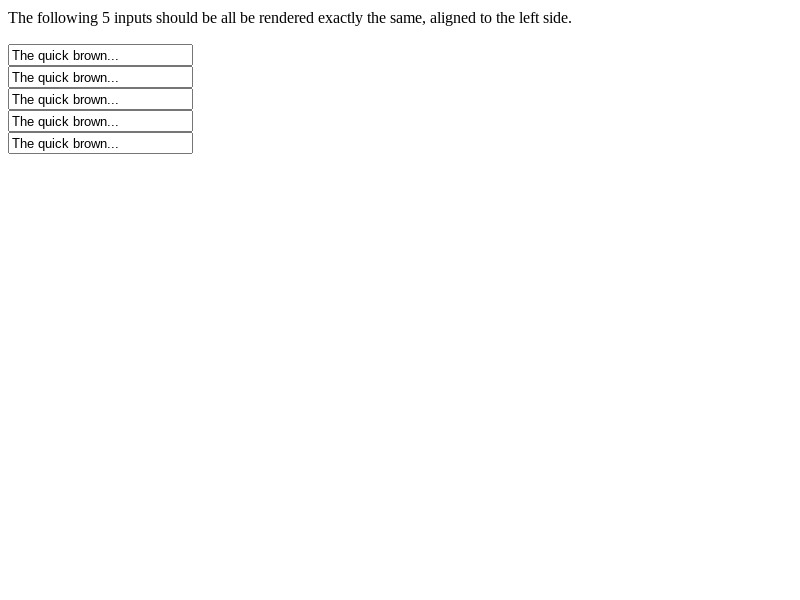 The following 5 inputs should be all be rendered exactly the same, aligned to the left side.
The quick brown...
The quick brown...
The quick brown...
The quick brown...
The quick brown...